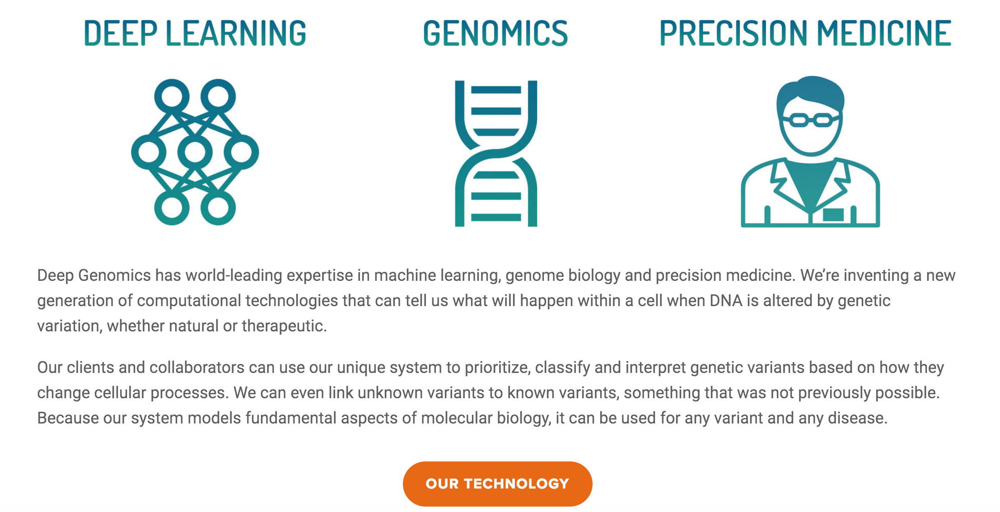 DEEP LEARNING GENOMICS PRECISION MEDICINE
Deep Genomics has world-leading expertise in machine learning, genome biology and precision medicine. We’re inventing a new
generation of computational technologies that can tell us what will happen within a cell when DNA is altered by genetic
variation, whether natural or therapeutic.
Our clients and collaborators can use our unique system to prioritize, classify and interpret genetic variants based on how they
change cellular processes. We can even link unknown variants to known variants, something that was not previously possible.
Because our system models fundamental aspects of molecular biology, it can be used for any variant and any disease.
OUR TECHNOLOGY